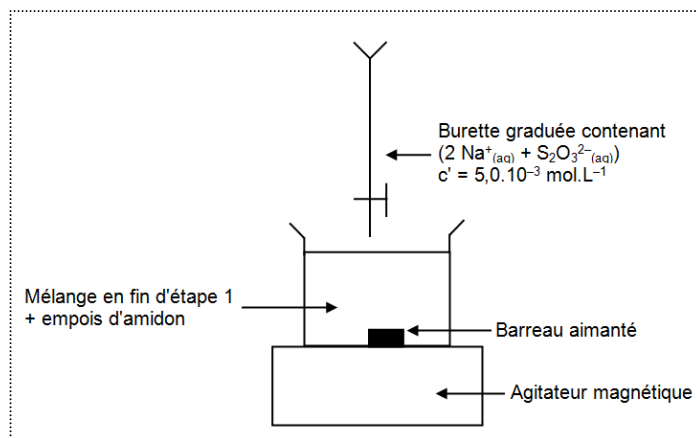 Burette graduée contenant
(2 Na⁺₍aq₎ + S₂O₃²⁻₍aq₎)
c' = 5,0.10⁻³ mol.L⁻¹
Mélange en fin d'étape 1
+ empois d'amidon
Barreau aimanté
Agitateur magnétique